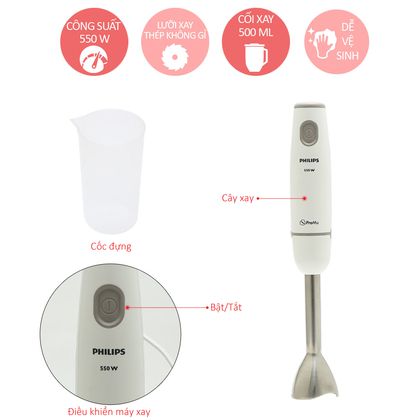 CÔNG SUẤT
550 W
LƯỠI XAY
THÉP KHÔNG GỈ
CỐI XAY
500 ML
DỄ
VỆ
SINH
PHILIPS
550 W
ProMix
Cây xay
Cốc đựng
Bật/Tắt
PHILIPS
550 W
Điều khiển máy xay